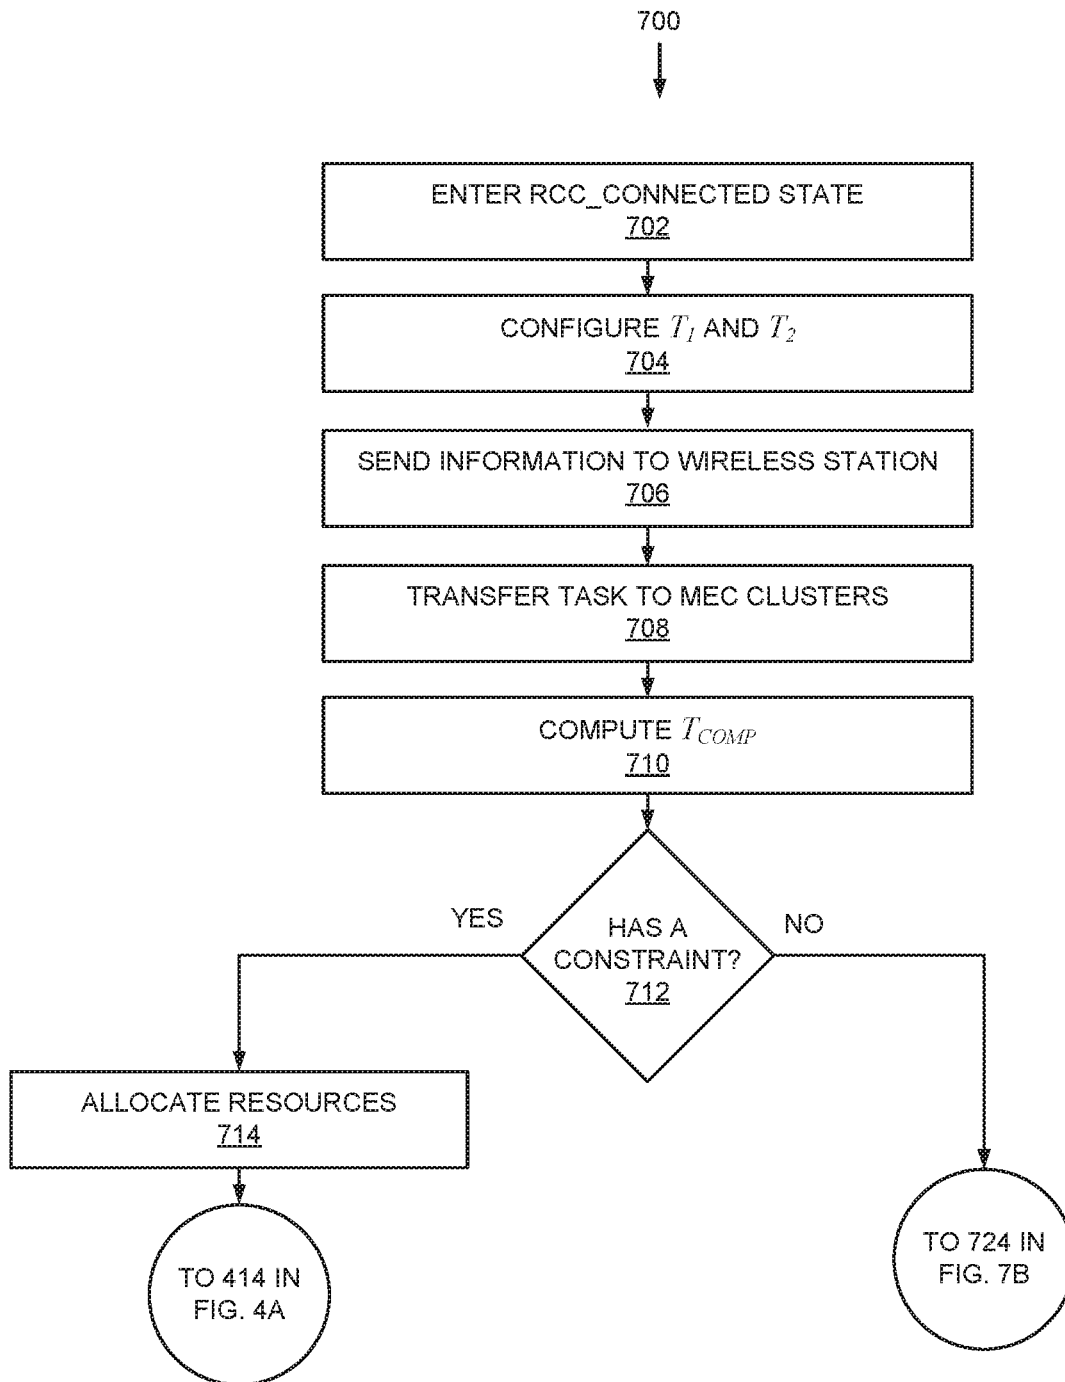 700
ENTER RCC_CONNECTED STATE
702
CONFIGURE T1 AND T2
704
SEND INFORMATION TO WIRELESS STATION
706
TRANSFER TASK TO MEC CLUSTERS
708
COMPUTE TCOMP
710
YES
NO
HAS A
CONSTRAINT?
712
ALLOCATE RESOURCES
714
TO 414 IN
FIG. 4A
TO 724 IN
FIG. 7B